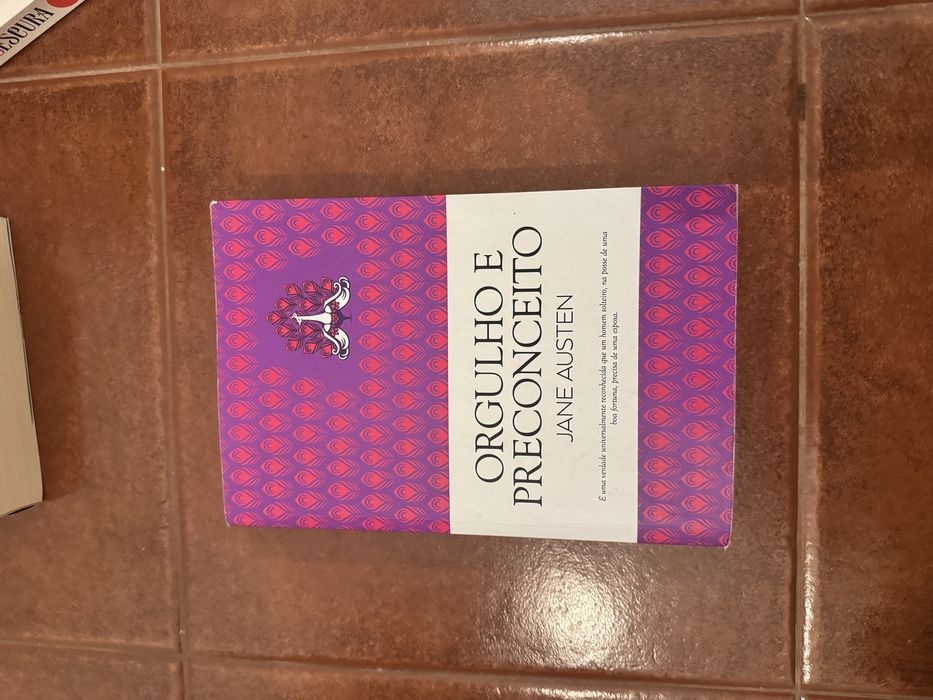 ORGULHO E
PRECONCEITO
JANE AUSTEN
É uma verdade universalmente reconhecida que um homem solteiro, na posse de uma
boa fortuna, precisa de uma esposa.